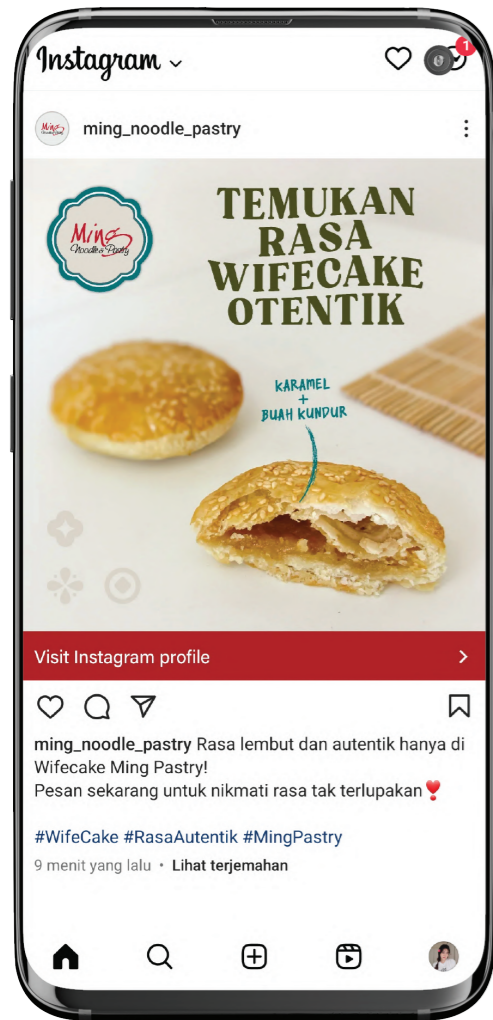 Instagram
1
Ming
ming_noodle_pastry
Ming
Noodle & Pastry
TEMUKAN
RASA
WIFECAKE
OTENTIK
KARAMEL
+
BUAH KUNDUR
Visit Instagram profile
ming_noodle_pastry Rasa lembut dan autentik hanya di
Wifecake Ming Pastry!
Pesan sekarang untuk nikmati rasa tak terlupakan
#WifeCake #RasaAutentik #MingPastry
9 menit yang lalu • Lihat terjemahan